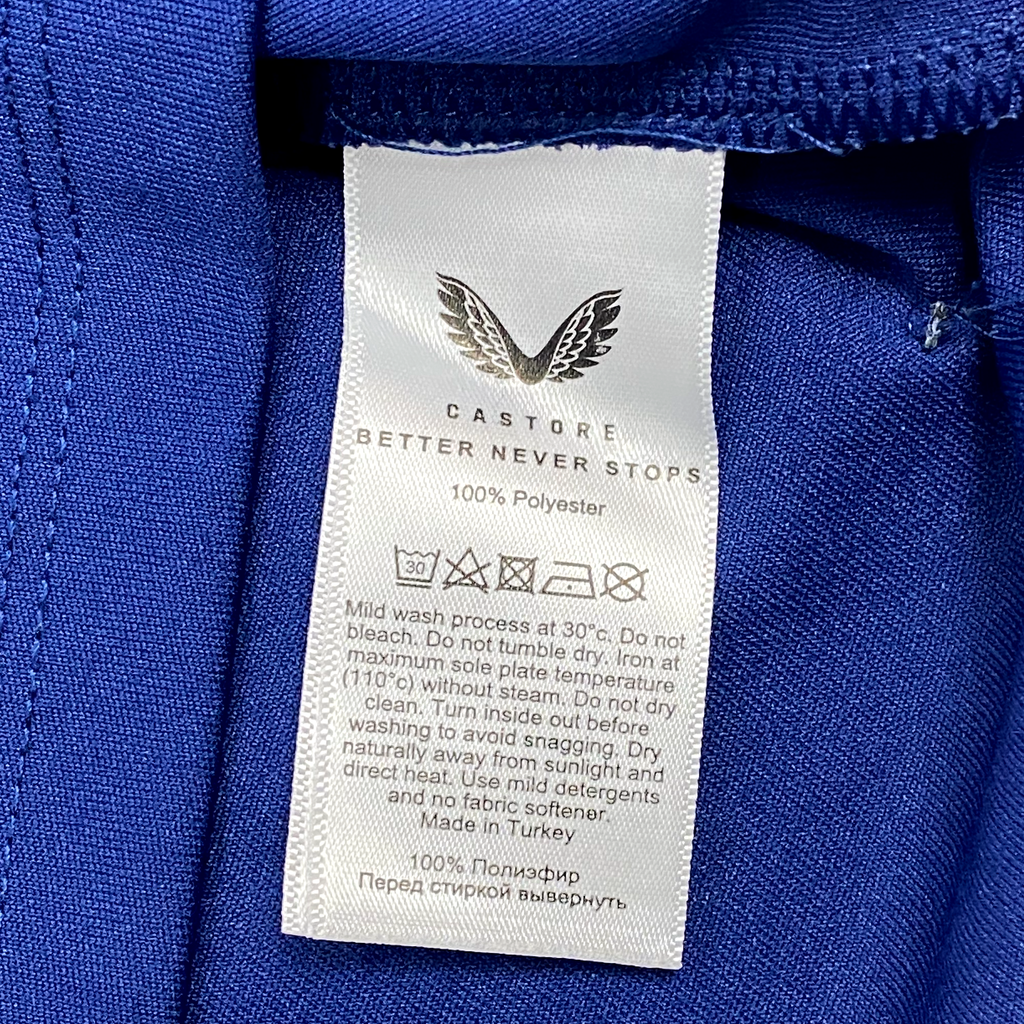 CASTORE
BETTER NEVER STOPS
100% Polyester
30
Mild wash process at 30°c. Do not
bleach. Do not tumble dry. Iron at
maximum sole plate temperature
(110°c) without steam. Do not dry
clean. Turn inside out before
washing to avoid snagging. Dry
naturally away from sunlight and
direct heat. Use mild detergents
and no fabric softener.
Made in Turkey
100% Полиэфир
Перед стиркой вывернуть